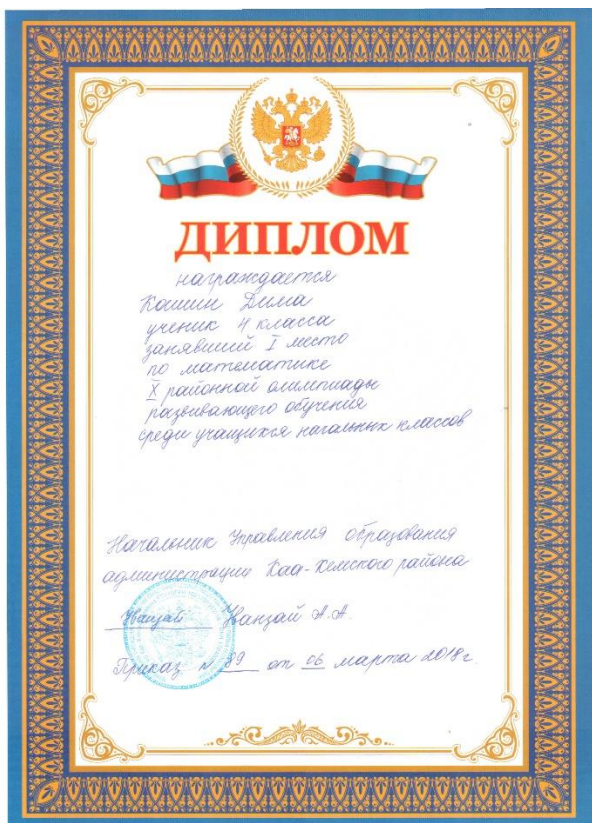 ДИПЛОМ
награждается
Кошин Дима
ученик 4 класса
занявший I место
по математике
X районной олимпиады
развивающего обучения
среди учащихся начальных классов
Начальник Управления образования
администрации Каа-Хемского района
А.А.
Приказ № 89 от 06 марта 2018г.